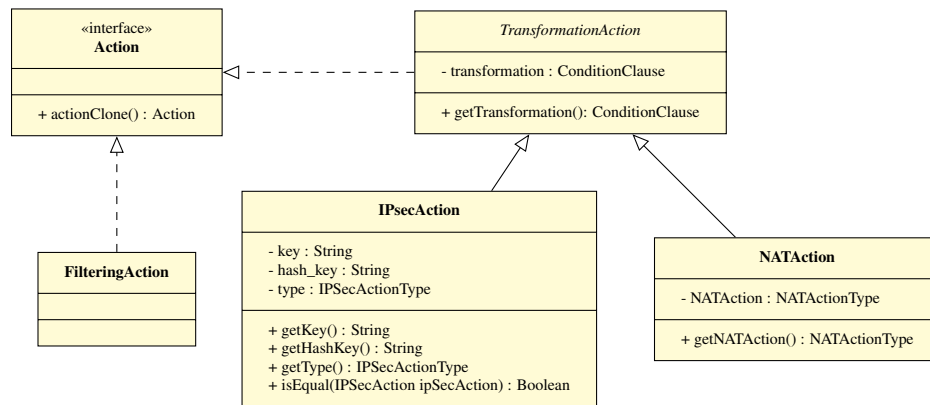 «interface»
Action
+ actionClone() : Action
TransformationAction
- transformation : ConditionClause
+ getTransformation(): ConditionClause
FilteringAction
IPsecAction
- key : String
- hash_key : String
- type : IPSecActionType
+ getKey() : String
+ getHashKey() : String
+ getType() : IPSecActionType
+ isEqual(IPSecAction ipSecAction) : Boolean
NATAction
- NATAction : NATActionType
+ getNATAction() : NATActionType